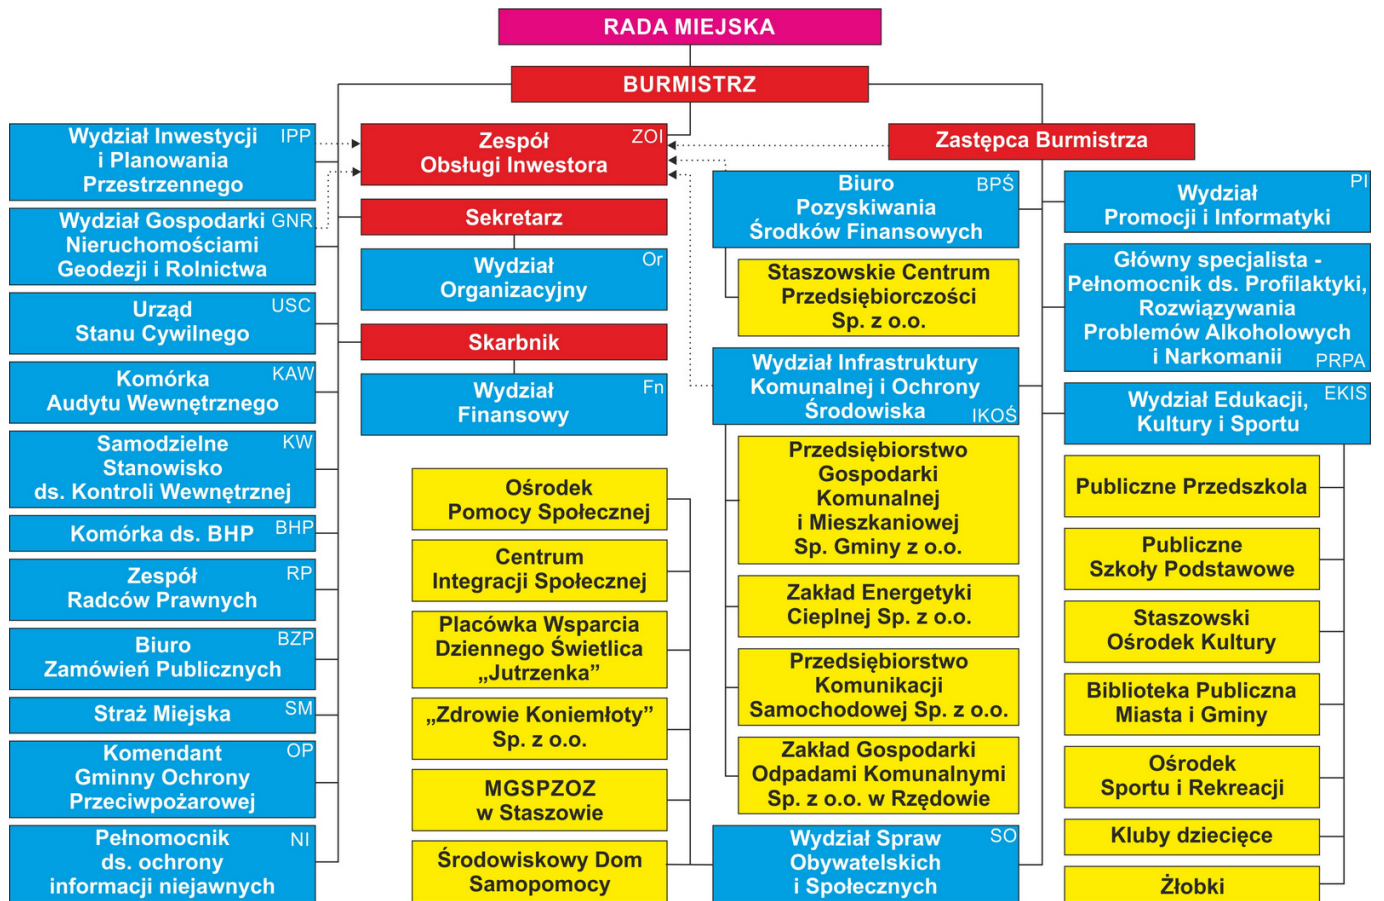 RADA MIEJSKA
BURMISTRZ
Wydział Inwestycji IPP
i Planowania
Przestrzennego
Wydział Gospodarki GNR
Nieruchomościami
Geodezji i Rolnictwa
Urząd USC
Stanu Cywilnego
Komórka KAW
Audytu Wewnętrznego
Samodzielne KW
Stanowisko
ds. Kontroli Wewnętrznej
Komórka ds. BHP BHP
Zespół RP
Radców Prawnych
Biuro BZP
Zamówień Publicznych
Straż Miejska SM
Komendant OP
Gminny Ochrony
Przeciwpożarowej
Pełnomocnik NI
ds. ochrony
informacji niejawnych
Zespół ZOI
Obsługi Inwestora
Sekretarz
Wydział Or
Organizacyjny
Skarbnik
Wydział Fn
Finansowy
Ośrodek
Pomocy Społecznej
Centrum
Integracji Społecznej
Placówka Wsparcia
Dziennego Świetlica
„Jutrzenka”
„Zdrowie Koniemłoty”
Sp. z o.o.
MGSPZOZ
w Staszowie
Środowiskowy Dom
Samopomocy
Zastępca Burmistrza
Biuro BPŚ
Pozyskiwania
Środków Finansowych
Staszowskie Centrum
Przedsiębiorczości
Sp. z o.o.
Wydział Infrastruktury
Komunalnej i Ochrony
Środowiska IKOŚ
Przedsiębiorstwo
Gospodarki
Komunalnej
i Mieszkaniowej
Sp. Gminy z o.o.
Zakład Energetyki
Cieplnej Sp. z o.o.
Przedsiębiorstwo
Komunikacji
Samochodowej Sp. z o.o.
Zakład Gospodarki
Odpadami Komunalnymi
Sp. z o.o. w Rzędowie
Wydział Spraw SO
Obywatelskich
i Społecznych
Wydział PI
Promocji i Informatyki
Główny specjalista -
Pełnomocnik ds. Profilaktyki,
Rozwiązywania
Problemów Alkoholowych
i Narkomanii PRPA
Wydział Edukacji, EKIS
Kultury i Sportu
Publiczne Przedszkola
Publiczne
Szkoły Podstawowe
Staszowski
Ośrodek Kultury
Biblioteka Publiczna
Miasta i Gminy
Ośrodek
Sportu i Rekreacji
Kluby dziecięce
Żłobki